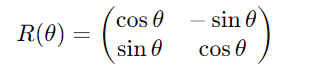 R(θ) = ( cos θ  − sin θ
sin θ  cos θ )